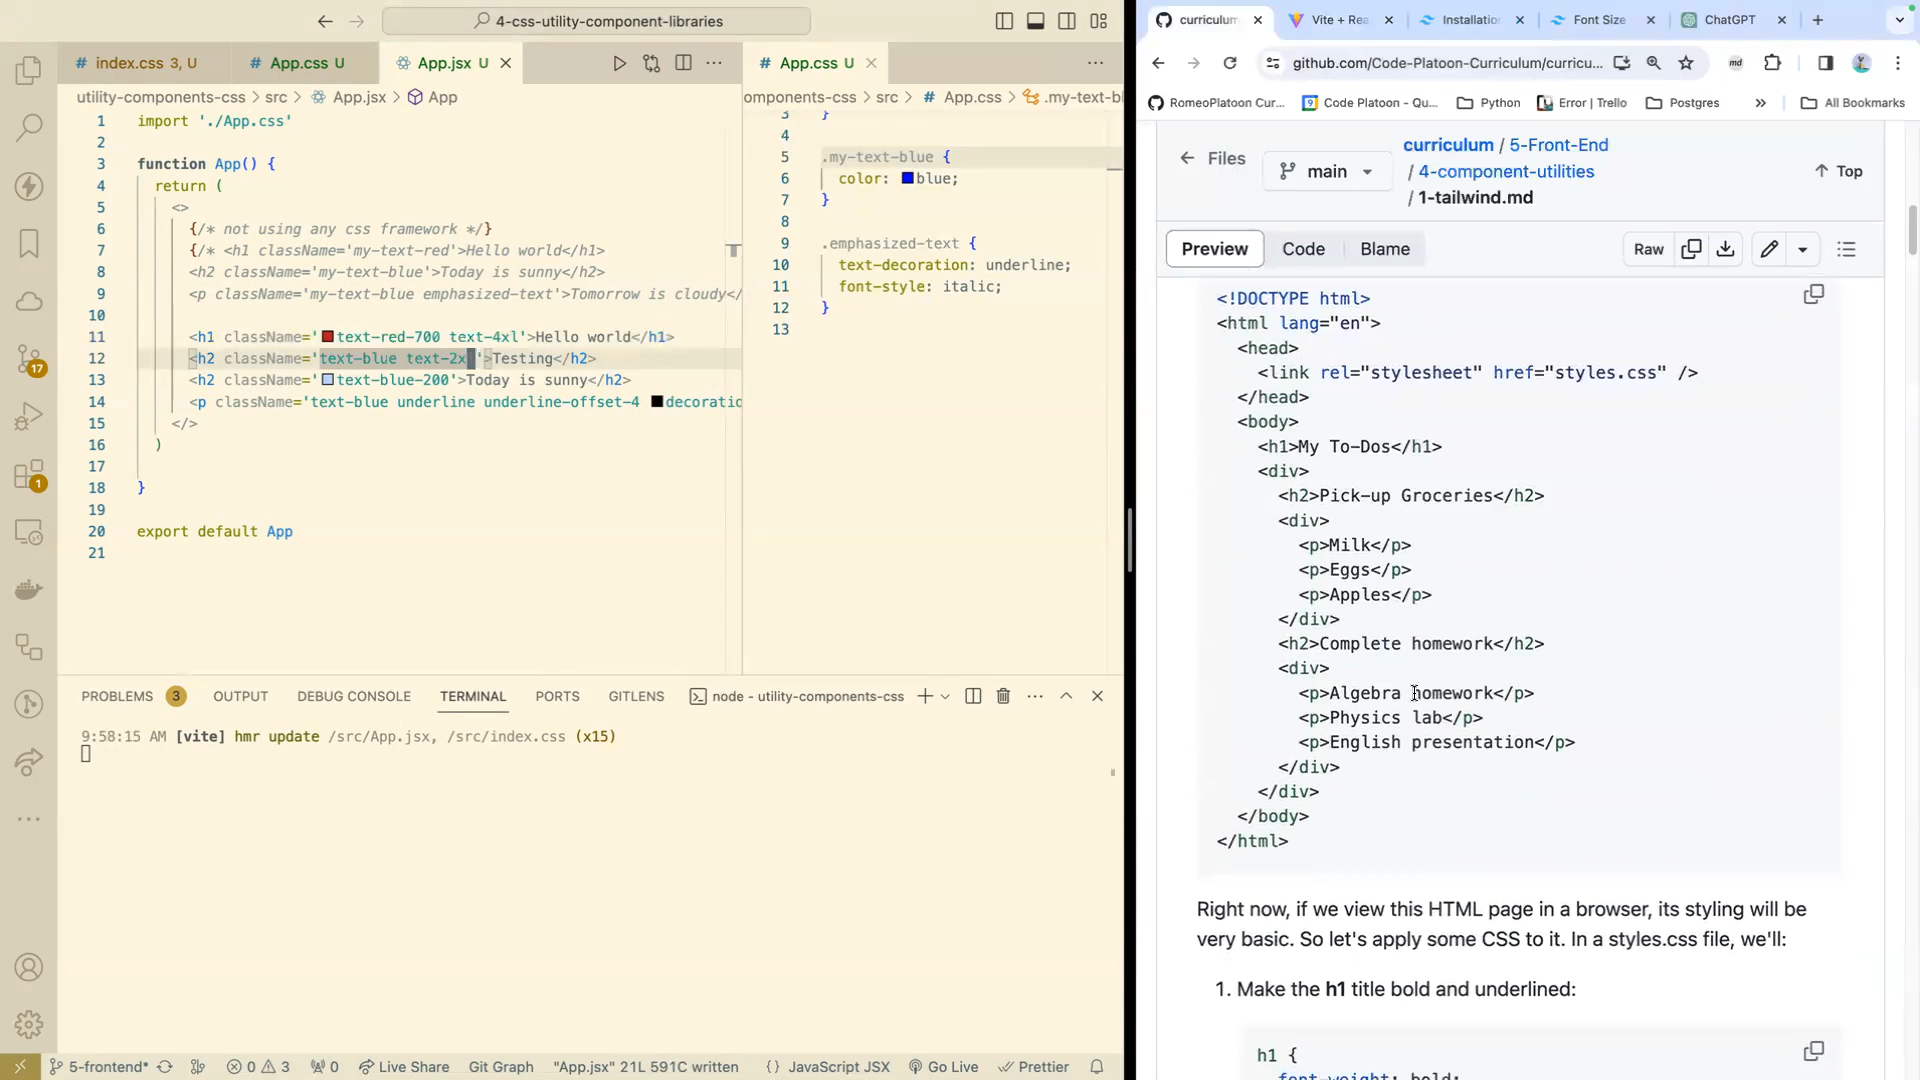 4-css-utility-component-libraries
index.css 3, U
App.css U
App.jsx U
utility-components-css > src > App.jsx > App
1 import './App.css'
2
3 function App() {
4 return (
5 <>
6 {/* not using any css framework */}
7 {/* <h1 className='my-text-red'>Hello world</h1>
8 <h2 className='my-text-blue'>Today is sunny</h2>
9 <p className='my-text-blue emphasized-text'>Tomorrow is cloudy</
10
11 <h1 className='text-red-700 text-4xl'>Hello world</h1>
12 <h2 className='text-blue text-2xl'>Testing</h2>
13 <h2 className='text-blue-200'>Today is sunny</h2>
14 <p className='text-blue underline underline-offset-4 decoratio
15 </>
16 )
17
18 }
19
20 export default App
21
App.css U
omponents-css > src > App.css > .my-text-bl
3 }
4
5 .my-text-blue {
6 color: blue;
7 }
8
9 .emphasized-text {
10 text-decoration: underline;
11 font-style: italic;
12 }
13
PROBLEMS 3 OUTPUT DEBUG CONSOLE TERMINAL PORTS GITLENS node - utility-components-css
9:58:15 AM [vite] hmr update /src/App.jsx, /src/index.css (x15)
17
1
5-frontend* 0 3 0 Live Share Git Graph "App.jsx" 21L 591C written {} JavaScript JSX Go Live Prettier
curriculum
Vite + Rea
Installatio
Font Size
ChatGPT
github.com/Code-Platoon-Curriculum/curricu...
RomeoPlatoon Cur... Code Platoon - Qu... Python Error | Trello Postgres » All Bookmarks
Files main
curriculum / 5-Front-End
/ 4-component-utilities
/ 1-tailwind.md
Top
Preview Code Blame Raw
<!DOCTYPE html>
<html lang="en">
<head>
<link rel="stylesheet" href="styles.css" />
</head>
<body>
<h1>My To-Dos</h1>
<div>
<h2>Pick-up Groceries</h2>
<div>
<p>Milk</p>
<p>Eggs</p>
<p>Apples</p>
</div>
<h2>Complete homework</h2>
<div>
<p>Algebra homework</p>
<p>Physics lab</p>
<p>English presentation</p>
</div>
</div>
</body>
</html>
Right now, if we view this HTML page in a browser, its styling will be
very basic. So let's apply some CSS to it. In a styles.css file, we'll:
1. Make the h1 title bold and underlined:
h1 {
font-weight: bold;